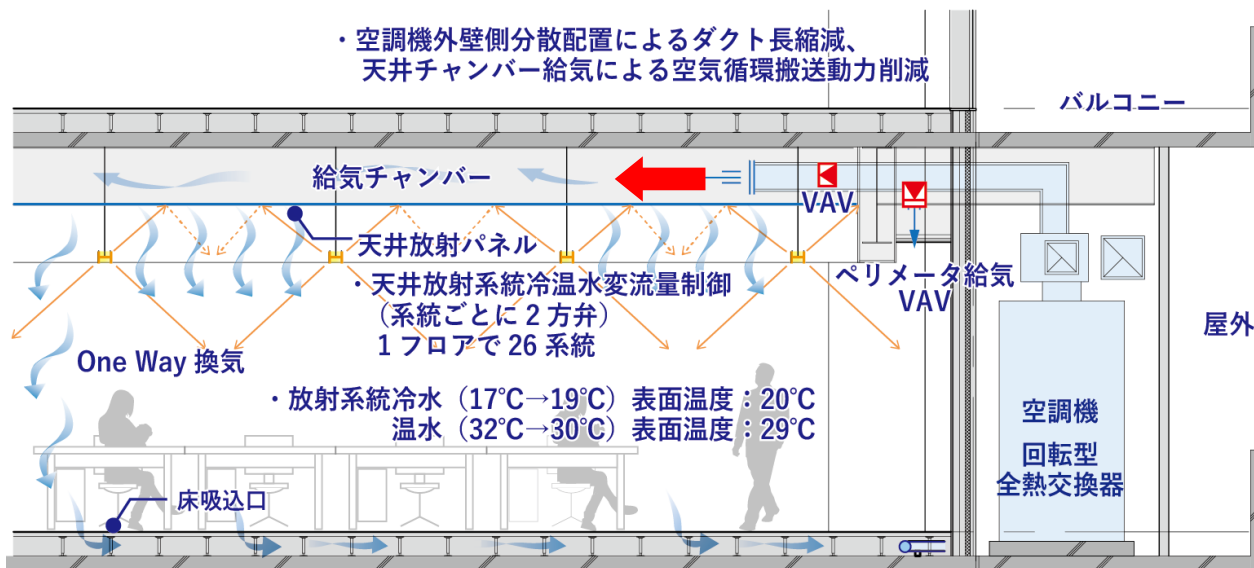 ・空調機外壁側分散配置によるダクト長縮減、
天井チャンバー給気による空気循環搬送動力削減
バルコニー
給気チャンバー
VAV
天井放射パネル
ペリメータ給気
VAV
・天井放射系統冷温水変流量制御
（系統ごとに 2 方弁）
1 フロアで 26 系統
屋外
One Way 換気
・放射系統冷水（17℃→19℃）表面温度：20℃
温水（32℃→30℃）表面温度：29℃
空調機
回転型
全熱交換器
床吸込口